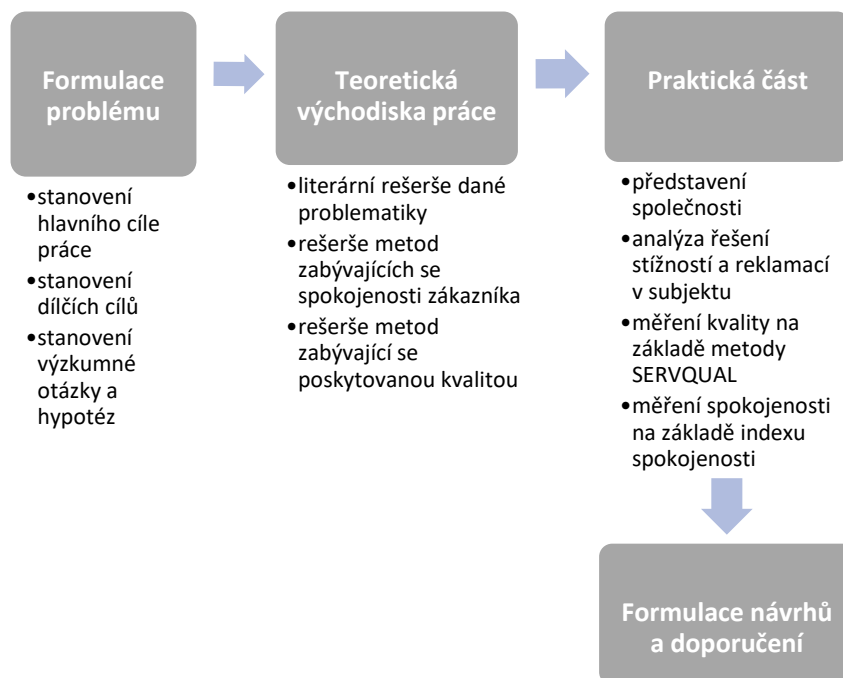 Formulace
problému
•stanovení
hlavního cíle
práce
•stanovení
dílčích cílů
•stanovení
výzkumné
otázky a
hypotéz
Teoretická
východiska práce
•literární rešerše dané
problematiky
•rešerše metod
zabývajících se
spokojenosti zákazníka
•rešerše metod
zabývající se
poskytovanou kvalitou
Praktická část
•představení
společnosti
•analýza řešení
stížností a reklamací
v subjektu
•měření kvality na
základě metody
SERVQUAL
•měření spokojenosti
na základě indexu
spokojenosti
Formulace návrhů
a doporučení